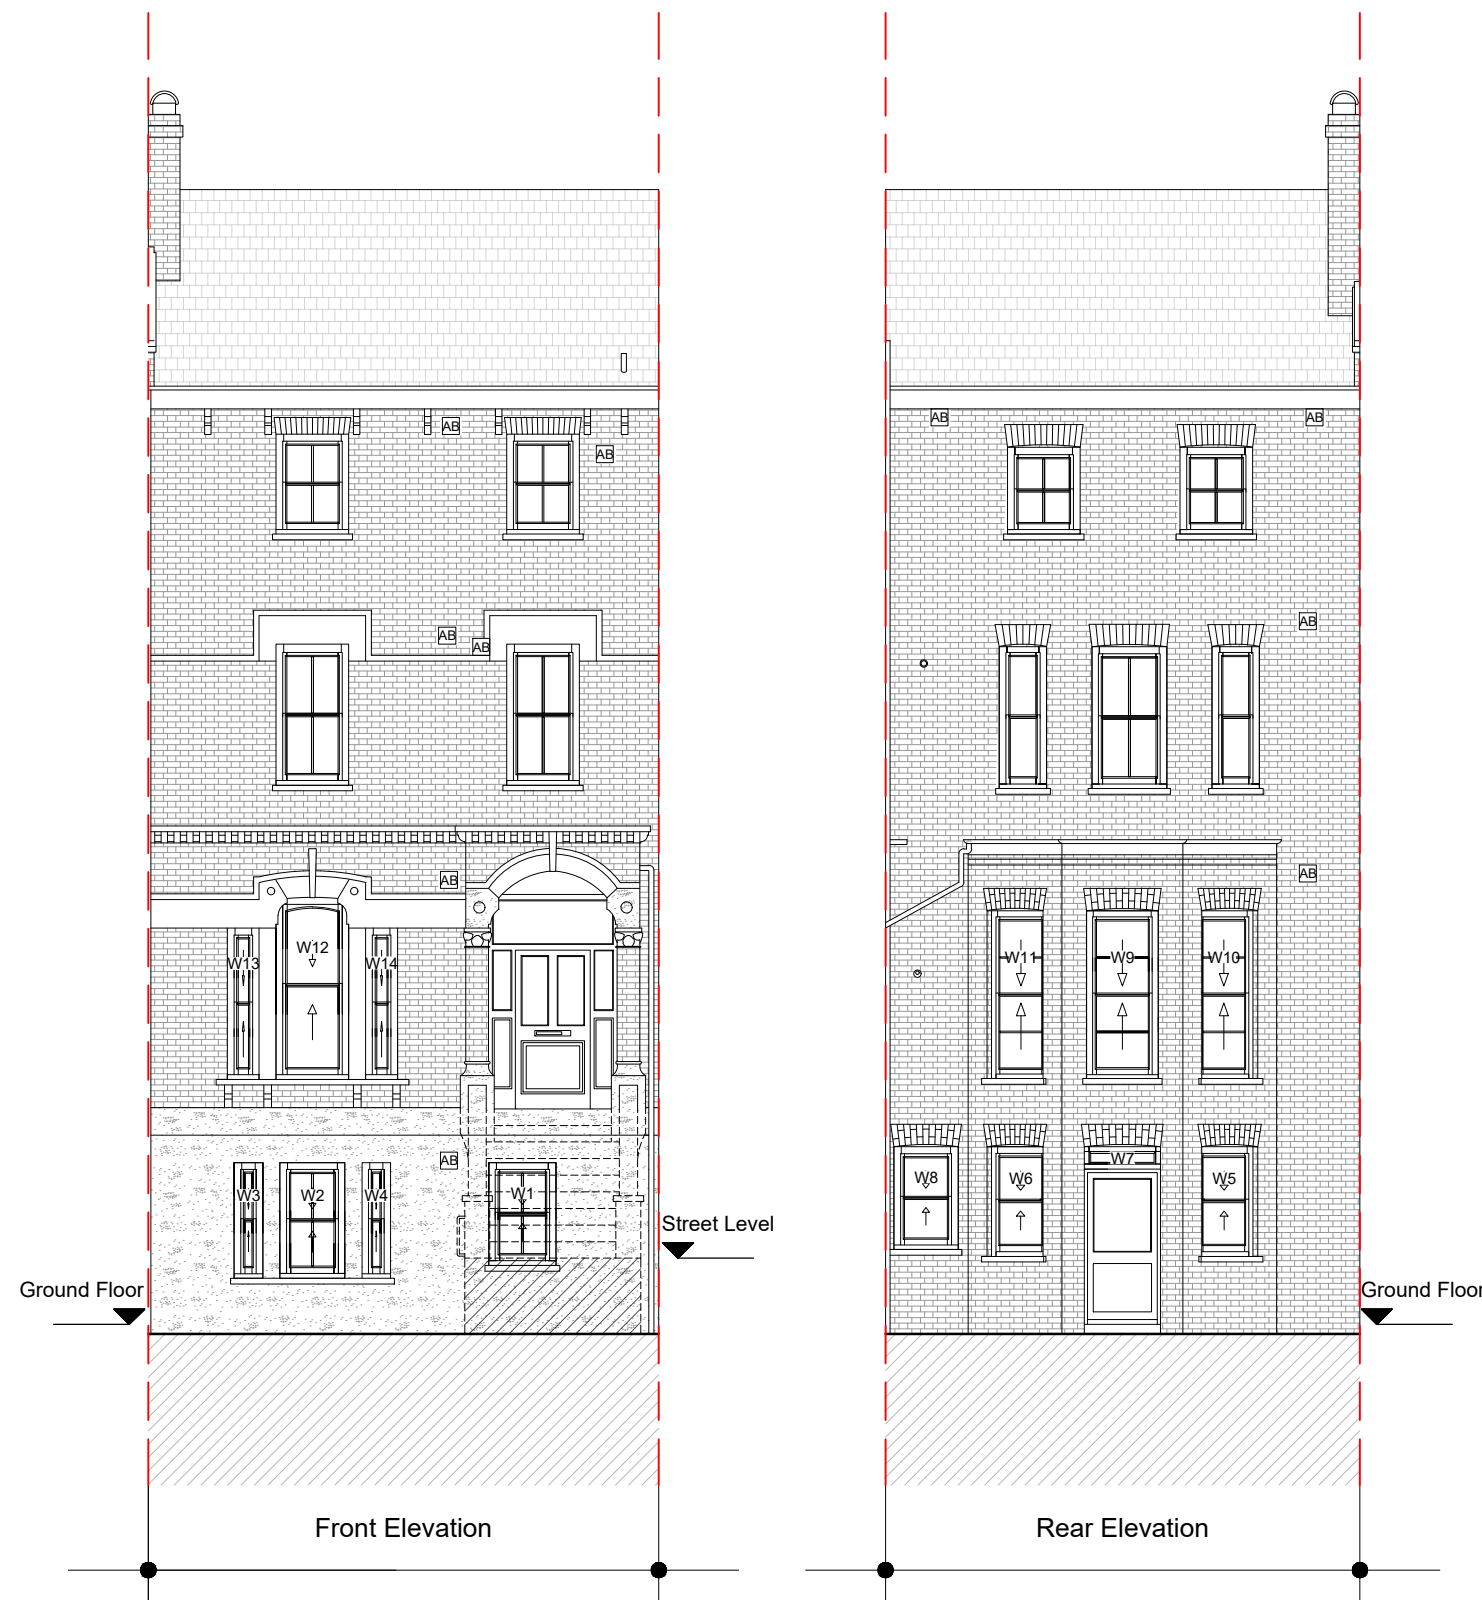 AB
AB
AB
AB
AB
AB
AB
AB
AB
AB
W13
W12
W14
W11
W9
W10
W3
W2
W4
W1
W8
W6
W7
W5
Street Level
Ground Floor
Ground Floor
Front Elevation
Rear Elevation